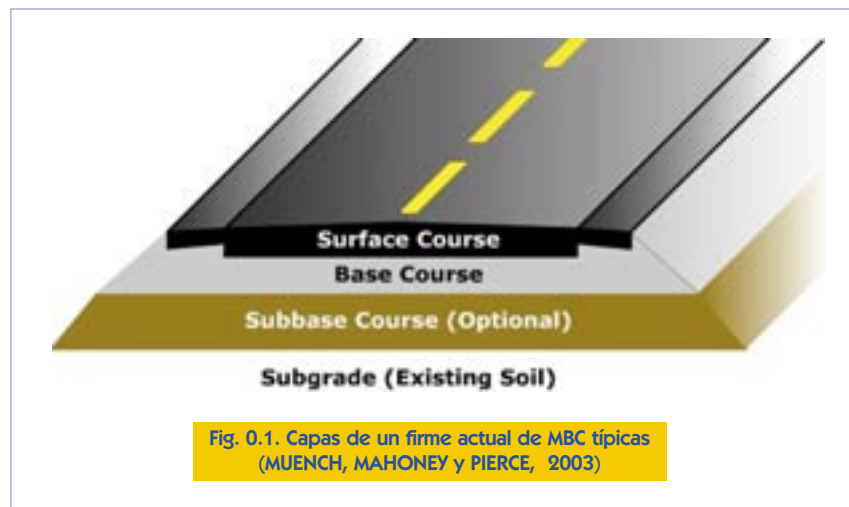 Surface Course
Base Course
Subbase Course (Optional)
Subgrade (Existing Soil)
Fig. 0.1. Capas de un firme actual de MBC típicas
(MUENCH, MAHONEY y PIERCE, 2003)